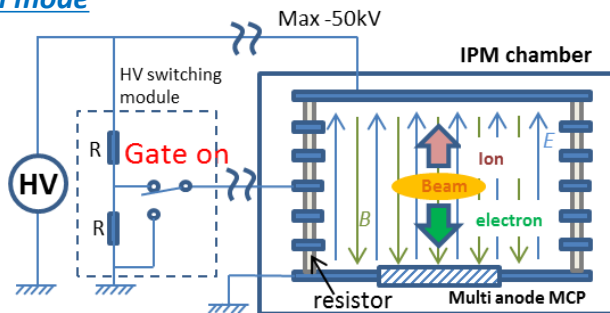 mode
Max -50kV
IPM chamber
HV switching
module
R
Gate on
HV
R
Ion
E
Beam
B
electron
resistor
Multi anode MCP